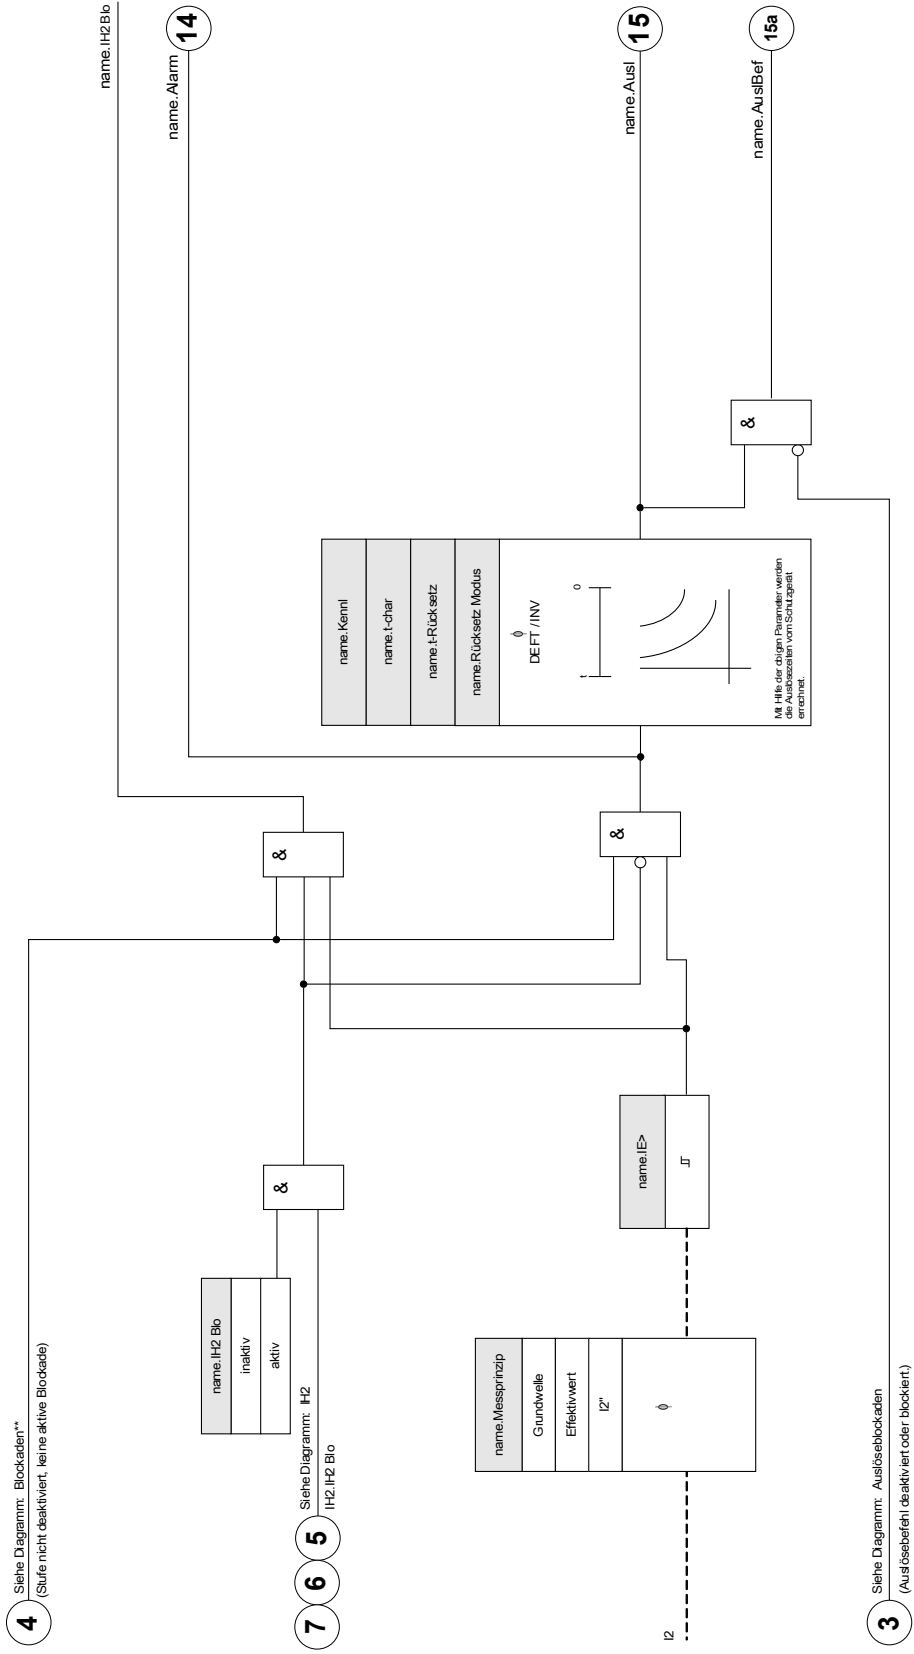 4
Siehe Diagramm: Blockaden**
(Stufe nicht deaktiviert, keine aktive Blockade)
name.IH2 Blo
name.IH2 Blo
inaktiv
aktiv
7
6
5
Siehe Diagramm: IH2
IH2.IH2 Blo
&
&
name.Alarm
14
name.Messprinzip
Grundwelle
Effektivwert
I2"
ϕ
I2
name.IE>
&
name.Kennl
name.t-char
name.t-Rücksetz
name.Rücksetz Modus
ϕ
DEFT / INV
t
0
Mit Hilfe der obigen Parameter werden
die Auslösezeiten vom Schutzgerät
errechnet.
name.Ausl
15
&
name.AuslBef
15a
3
Siehe Diagramm: Auslöseblockaden
(Auslösebefehl deaktiviert oder blockiert.)